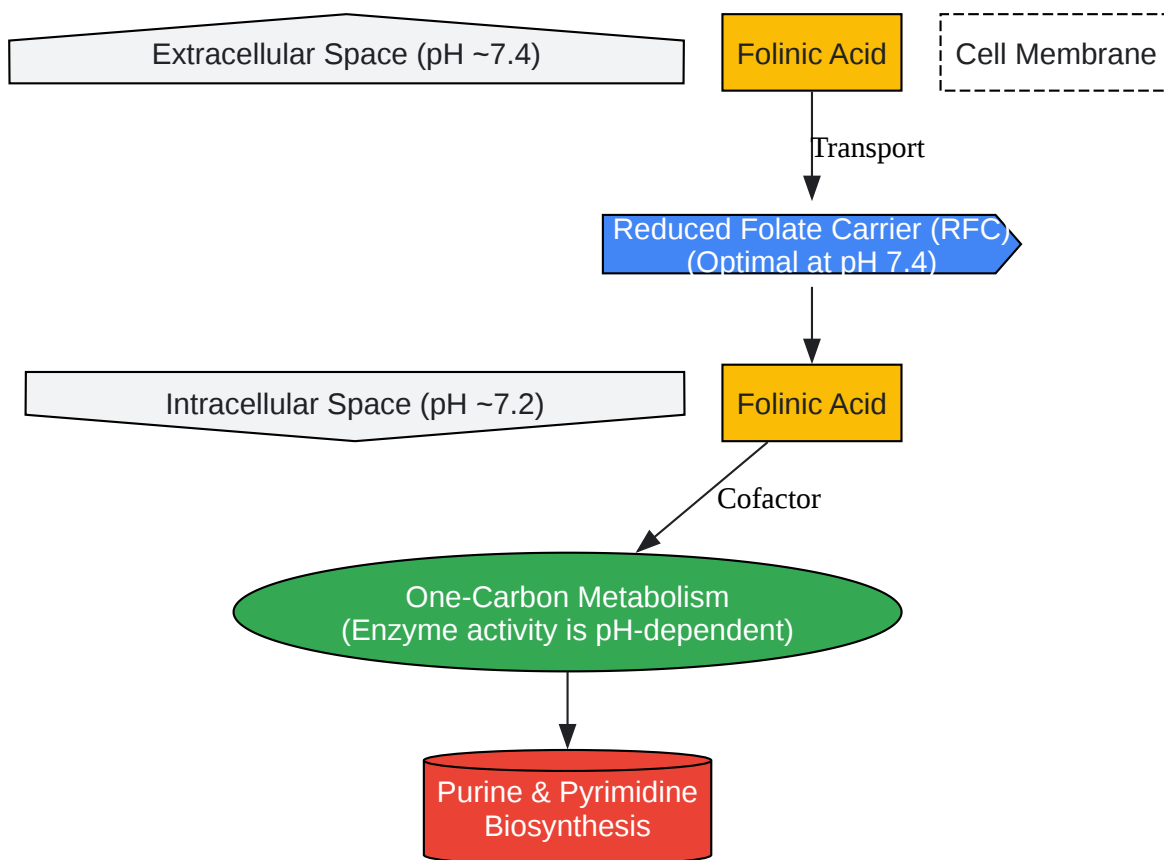 Extracellular Space (pH ~7.4)
Folinic Acid
Cell Membrane
Transport
Reduced Folate Carrier (RFC)
(Optimal at pH 7.4)
Intracellular Space (pH ~7.2)
Folinic Acid
Cofactor
One-Carbon Metabolism
(Enzyme activity is pH-dependent)
Purine & Pyrimidine
Biosynthesis